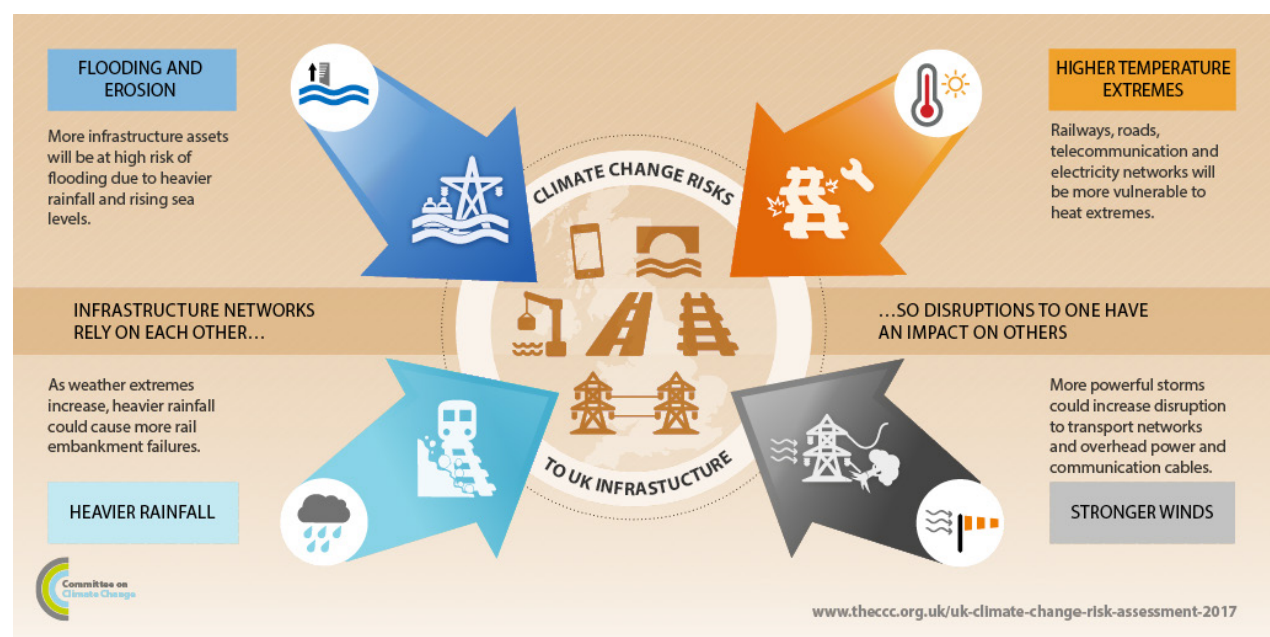 FLOODING AND
EROSION
More infrastructure assets
will be at high risk of
flooding due to heavier
rainfall and rising sea
levels.
HIGHER TEMPERATURE
EXTREMES
Railways, roads,
telecommunication and
electricity networks will
be more vulnerable to
heat extremes.
CLIMATE CHANGE RISKS
TO UK INFRASTUCTURE
INFRASTRUCTURE NETWORKS
RELY ON EACH OTHER…
…SO DISRUPTIONS TO ONE HAVE
AN IMPACT ON OTHERS
As weather extremes
increase, heavier rainfall
could cause more rail
embankment failures.
HEAVIER RAINFALL
More powerful storms
could increase disruption
to transport networks
and overhead power and
communication cables.
STRONGER WINDS
Committee on
Climate Change
www.theccc.org.uk/uk-climate-change-risk-assessment-2017